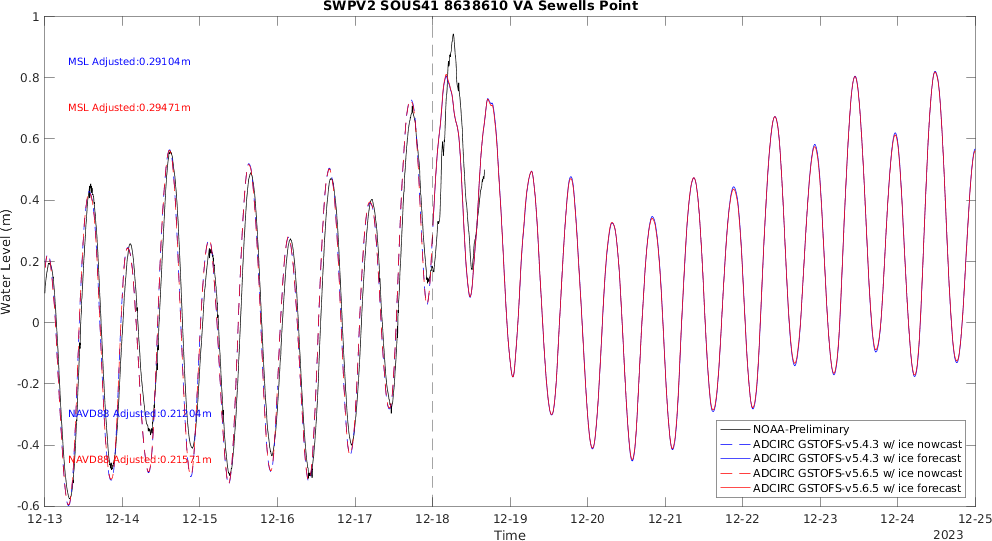 SWPV2 SOUS41 8638610 VA Sewells Point
1
0.8
0.6
0.4
0.2
0
-0.2
-0.4
-0.6
Water Level (m)
MSL Adjusted:0.29104m
MSL Adjusted:0.29471m
NAVD88 Adjusted:0.21204m
NAVD88 Adjusted:0.21571m
NOAA-Preliminary
ADCIRC GSTOFS-v5.4.3 w/ ice nowcast
ADCIRC GSTOFS-v5.4.3 w/ ice forecast
ADCIRC GSTOFS-v5.6.5 w/ ice nowcast
ADCIRC GSTOFS-v5.6.5 w/ ice forecast
12-13 12-14 12-15 12-16 12-17 12-18 12-19 12-20 12-21 12-22 12-23 12-24 12-25
Time
2023